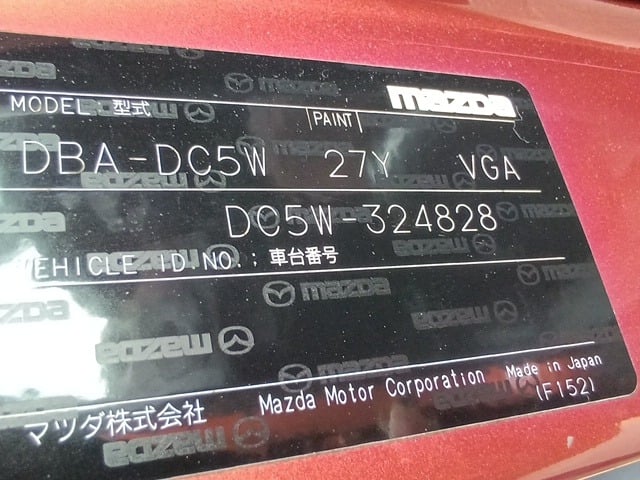 mazda
MODEL 型式 PAINT
DBA-DC5W 27Y VGA
DC5W-324828
VEHICLE ID.NO.: 車台番号
マツダ株式会社 Mazda Motor Corporation Made in Japan
(F152)